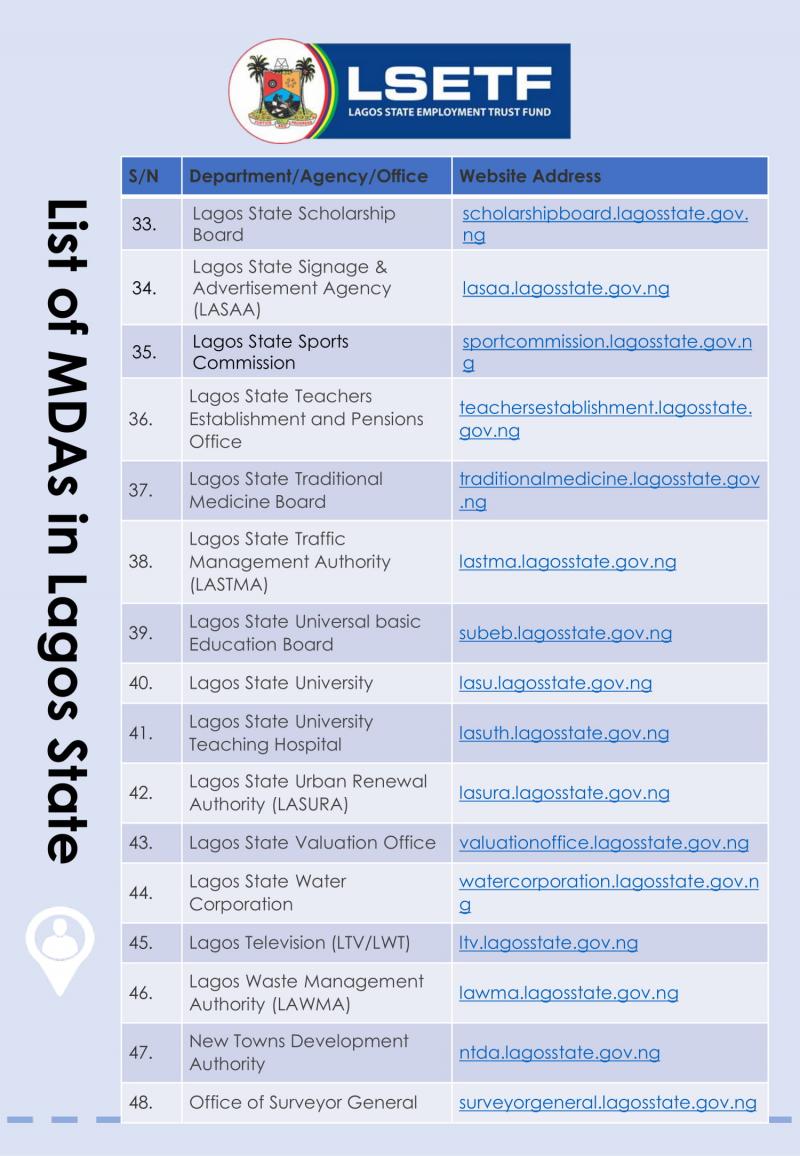 LSETF
LAGOS STATE EMPLOYMENT TRUST FUND
List of MDAs in Lagos State
S/N Department/Agency/Office Website Address
33. Lagos State Scholarship
Board
scholarshipboard.lagosstate.gov.
ng
34. Lagos State Signage &
Advertisement Agency
(LASAA)
lasaa.lagosstate.gov.ng
35. Lagos State Sports
Commission
sportcommission.lagosstate.gov.n
g
36. Lagos State Teachers
Establishment and Pensions
Office
teachersestablishment.lagosstate.
gov.ng
37. Lagos State Traditional
Medicine Board
traditionalmedicine.lagosstate.gov
.ng
38. Lagos State Traffic
Management Authority
(LASTMA)
lastma.lagosstate.gov.ng
39. Lagos State Universal basic
Education Board
subeb.lagosstate.gov.ng
40. Lagos State University lasu.lagosstate.gov.ng
41. Lagos State University
Teaching Hospital
lasuth.lagosstate.gov.ng
42. Lagos State Urban Renewal
Authority (LASURA)
lasura.lagosstate.gov.ng
43. Lagos State Valuation Office valuationoffice.lagosstate.gov.ng
44. Lagos State Water
Corporation
watercorporation.lagosstate.gov.n
g
45. Lagos Television (LTV/LWT) ltv.lagosstate.gov.ng
46. Lagos Waste Management
Authority (LAWMA)
lawma.lagosstate.gov.ng
47. New Towns Development
Authority
ntda.lagosstate.gov.ng
48. Office of Surveyor General surveyorgeneral.lagosstate.gov.ng